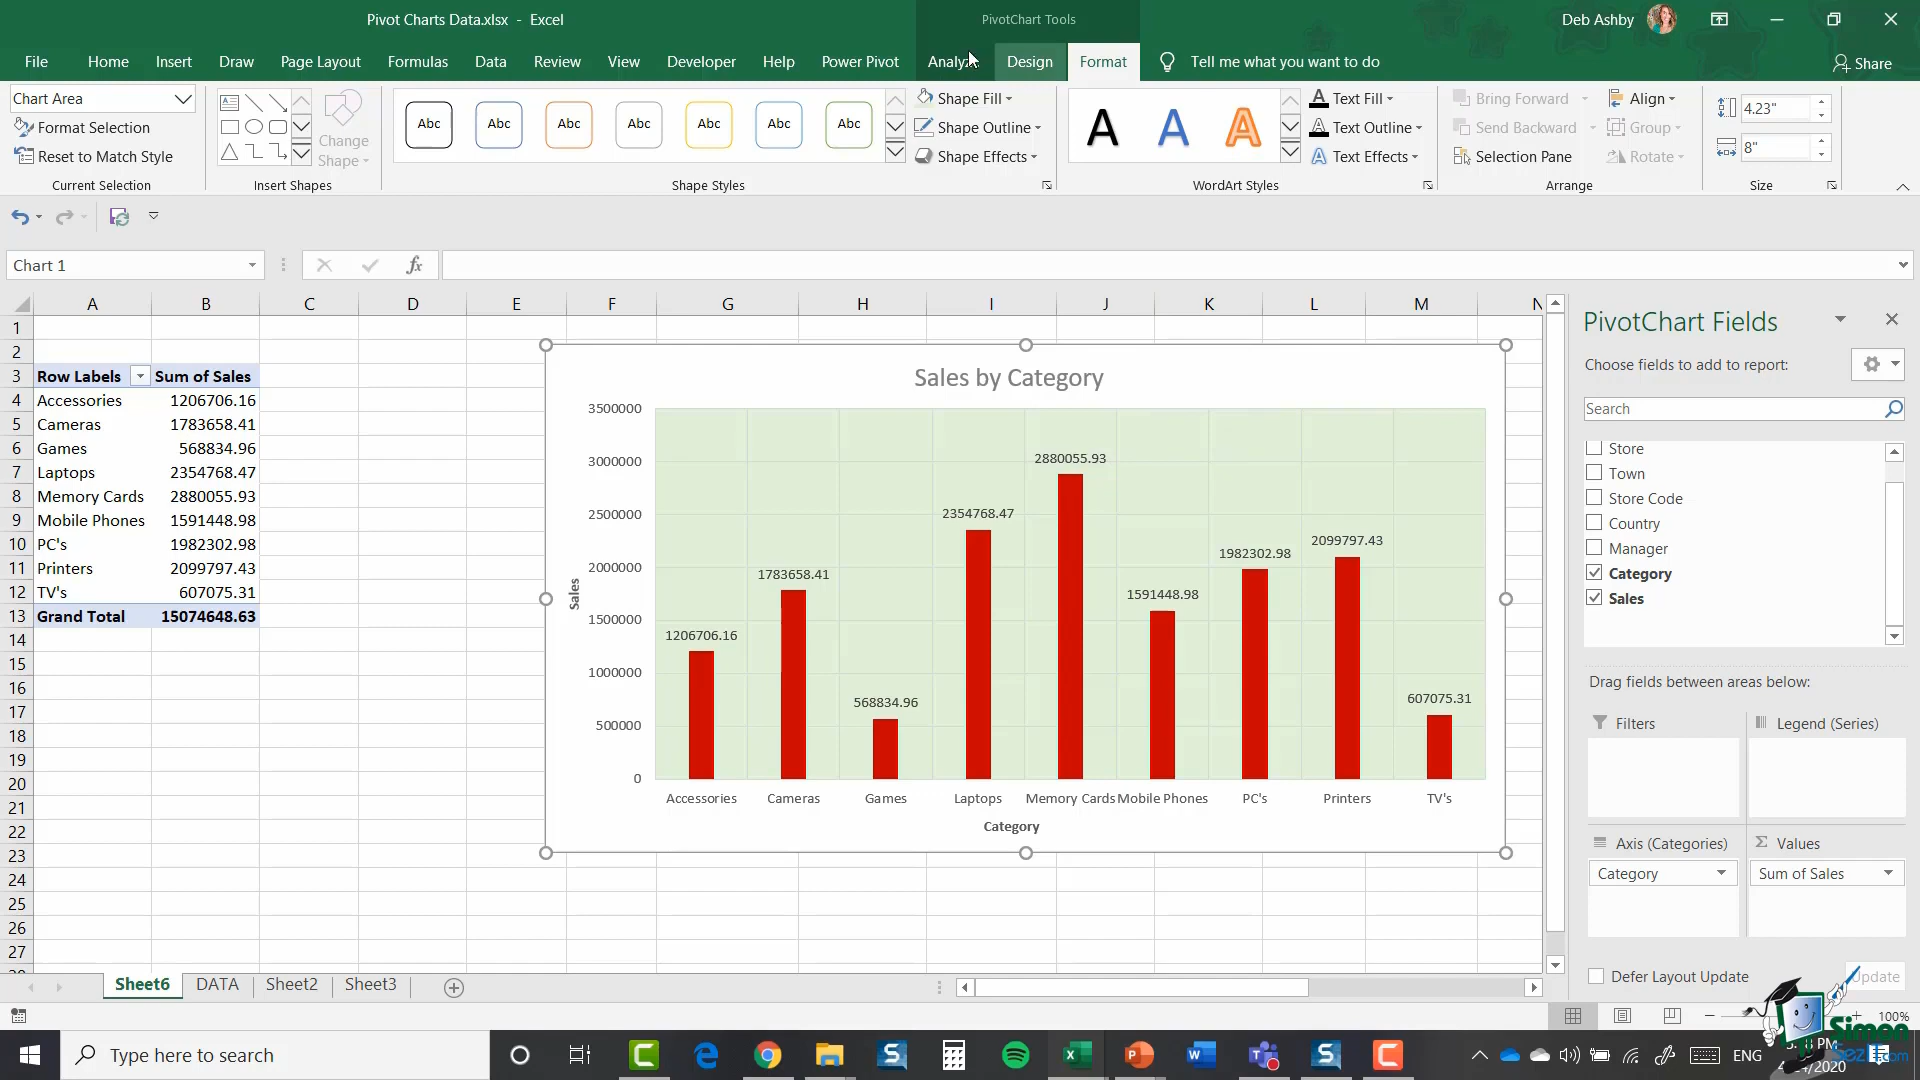 Pivot Charts Data.xlsx - Excel
PivotChart Tools
Deb Ashby
File Home Insert Draw Page Layout Formulas Data Review View Developer Help Power Pivot Design Format Tell me what you want to do Share
Chart Area
Format Selection
Reset to Match Style
Current Selection
Change
Shape
Insert Shapes
Abc Abc Abc Abc Abc Abc Abc
Shape Fill
Shape Outline
Shape Effects
Shape Styles
A A A
Text Fill
Text Outline
Text Effects
WordArt Styles
Bring Forward
Send Backward
Selection Pane
Align
Group
Rotate
Arrange
4.23"
8"
Size
Chart 1
fx
A B C D E F G H I J K L M N
1
2
3 Row Labels Sum of Sales
4 Accessories 1206706.16
5 Cameras 1783658.41
6 Games 568834.96
7 Laptops 2354768.47
8 Memory Cards 2880055.93
9 Mobile Phones 1591448.98
10 PC's 1982302.98
11 Printers 2099797.43
12 TV's 607075.31
13 Grand Total 15074648.63
14
15
16
17
18
19
20
21
22
23
24
25
26
27
Sales by Category
3500000
3000000
2500000
2000000
1500000
1000000
500000
0
Sales
1206706.16
1783658.41
568834.96
2354768.47
2880055.93
1591448.98
1982302.98
2099797.43
607075.31
Accessories Cameras Games Laptops Memory Cards Mobile Phones PC's Printers TV's
Category
PivotChart Fields
Choose fields to add to report:
Search
Store
Town
Store Code
Country
Manager
Category
Sales
Drag fields between areas below:
Filters
Legend (Series)
Axis (Categories)
Σ Values
Category
Sum of Sales
Defer Layout Update
Sheet6 DATA Sheet2 Sheet3
100%
Type here to search
ENG